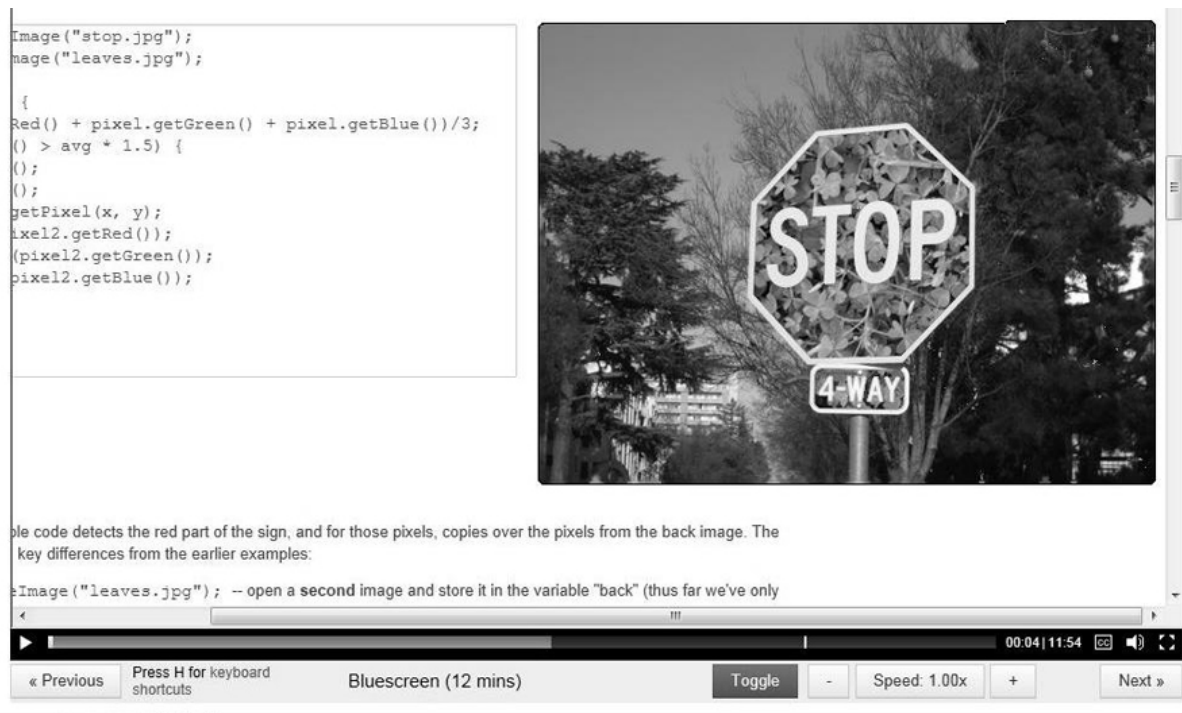 Image("stop.jpg");
mage("leaves.jpg");
{
Red() + pixel.getGreen() + pixel.getBlue())/3;
() > avg * 1.5) {
();
();
getPixel(x, y);
ixel2.getRed());
(pixel2.getGreen());
pixel2.getBlue());
STOP
4-WAY
ple code detects the red part of the sign, and for those pixels, copies over the pixels from the back image. The
key differences from the earlier examples:
eImage("leaves.jpg"); -- open a second image and store it in the variable "back" (thus far we've only
00:04 | 11:54 CC
« Previous Press H for keyboard shortcuts Bluescreen (12 mins) Toggle - Speed: 1.00x + Next »